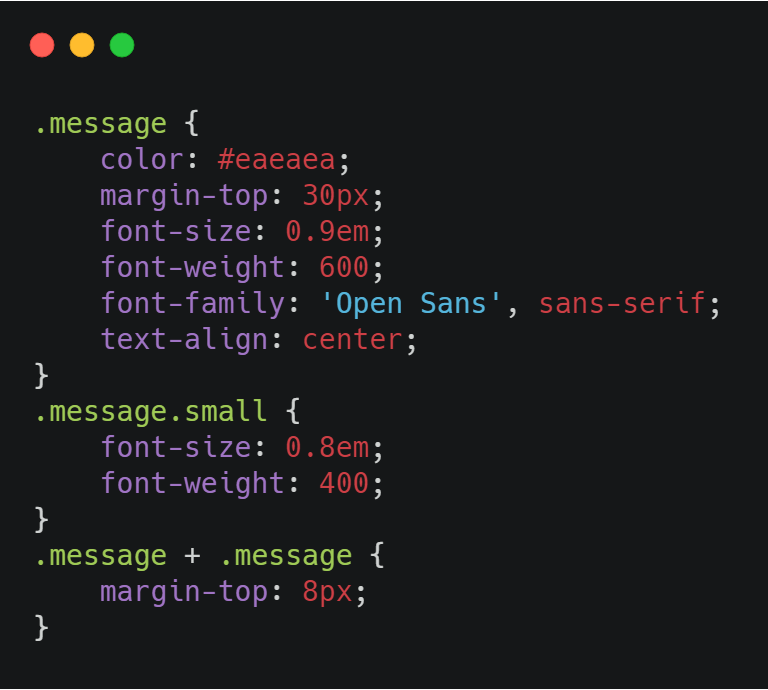 .message {
    color: #eaeaea;
    margin-top: 30px;
    font-size: 0.9em;
    font-weight: 600;
    font-family: 'Open Sans', sans-serif;
    text-align: center;
}
.message.small {
    font-size: 0.8em;
    font-weight: 400;
}
.message + .message {
    margin-top: 8px;
}